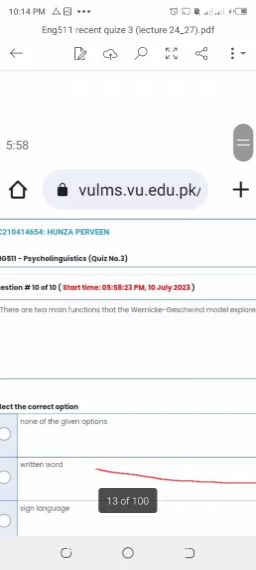 10:14 PM
Eng511 recent quize 3 (lecture 24_27).pdf
5:58
vulms.vu.edu.pk/
C210414654: HUNZA PERVEEN
NG511 - Psycholinguistics (Quiz No.3)
estion # 10 of 10 ( Start time: 05:58:23 PM, 10 July 2023 )
There are two main functions that the Wernicke-Geschwind model explore
lect the correct option
none of the given options
written word
13 of 100
sign language